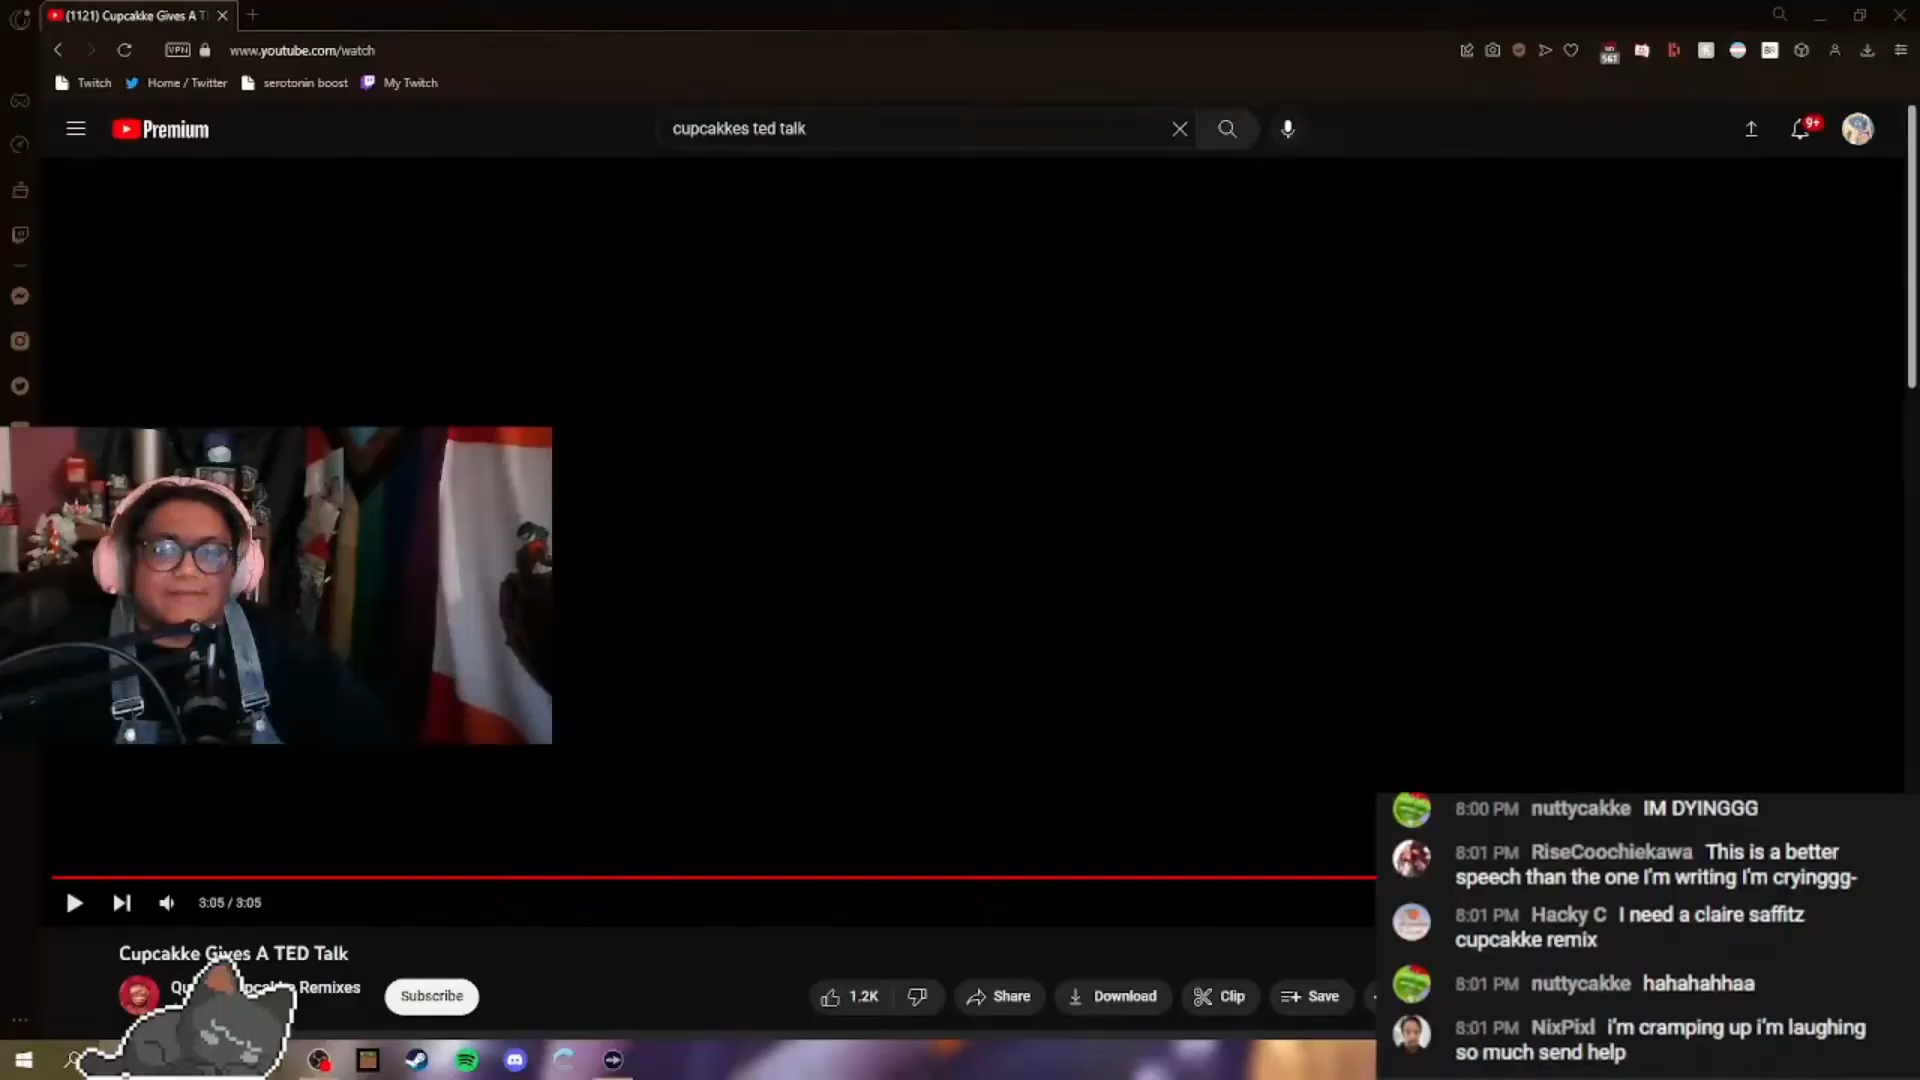 (1121) Cupcakke Gives A T
VPN www.youtube.com/watch
561
BR
Twitch Home / Twitter serotonin boost My Twitch
Premium cupcakkes ted talk 9+
3:05 / 3:05
Cupcakke Gives A TED Talk
Remixes
Subscribe 1.2K Share Download Clip Save
8:00 PM nuttycakke IM DYINGGG
8:01 PM RiseCoochiekawa This is a better
speech than the one I'm writing I'm cryinggg-
8:01 PM Hacky C I need a claire saffitz
cupcakke remix
8:01 PM nuttycakke hahahahhaa
8:01 PM NixPixl i'm cramping up i'm laughing
so much send help